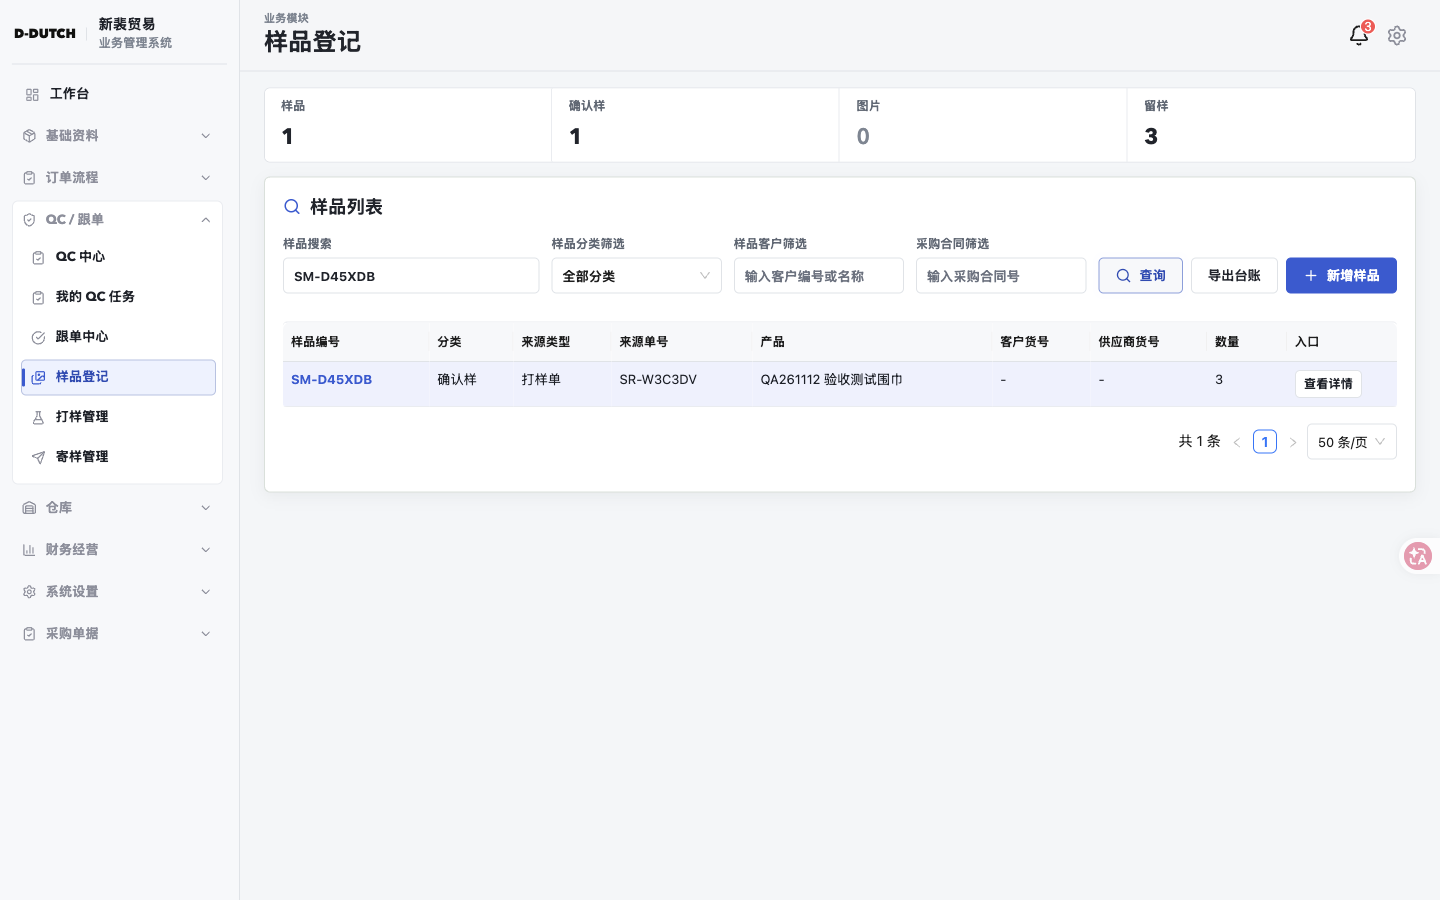 D-DUTCH
新裴贸易
业务管理系统
工作台
基础资料
订单流程
QC / 跟单
QC 中心
我的 QC 任务
跟单中心
样品登记
打样管理
寄样管理
仓库
财务经营
系统设置
采购单据
业务模块
样品登记
3
样品
1
确认样
1
图片
0
留样
3
样品列表
样品搜索
SM-D45XDB
样品分类筛选
全部分类
样品客户筛选
输入客户编号或名称
采购合同筛选
输入采购合同号
查询
导出台账
新增样品
样品编号 分类 来源类型 来源单号 产品 客户货号 供应商货号 数量 入口
SM-D45XDB 确认样 打样单 SR-W3C3DV QA261112 验收测试围巾 - - 3 查看详情
共 1 条 1 50 条/页